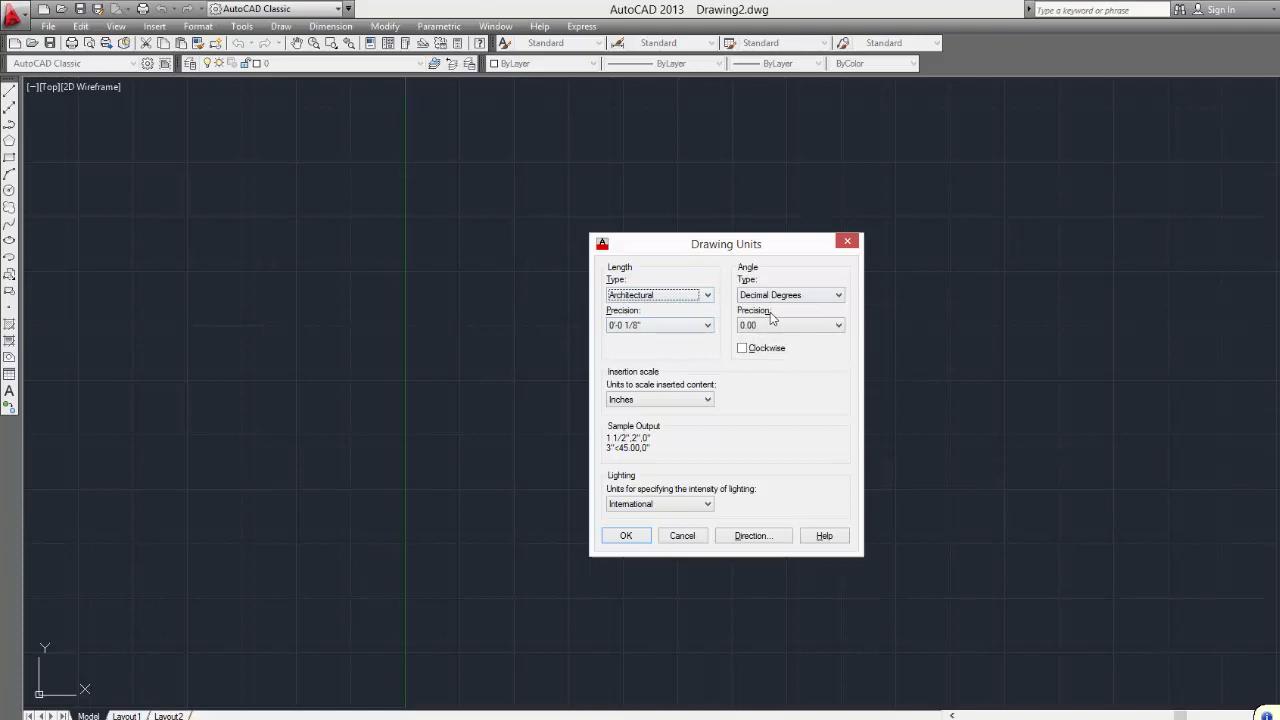 AutoCAD Classic
AutoCAD 2013 Drawing2.dwg
Type a keyword or phrase
Sign In
File Edit View Insert Format Tools Draw Dimension Modify Parametric Window Help Express
Standard Standard Standard Standard
AutoCAD Classic 0 ByLayer ByLayer ByLayer ByColor
[−][Top][2D Wireframe]
Drawing Units
Length
Type:
Architectural
Precision:
0'-0 1/8"
Angle
Type:
Decimal Degrees
Precision:
0.00
Clockwise
Insertion scale
Units to scale inserted content:
Inches
Sample Output
1 1/2",2",0"
3"<45.00,0"
Lighting
Units for specifying the intensity of lighting:
International
OK Cancel Direction... Help
Y
X
Model Layout1 Layout2